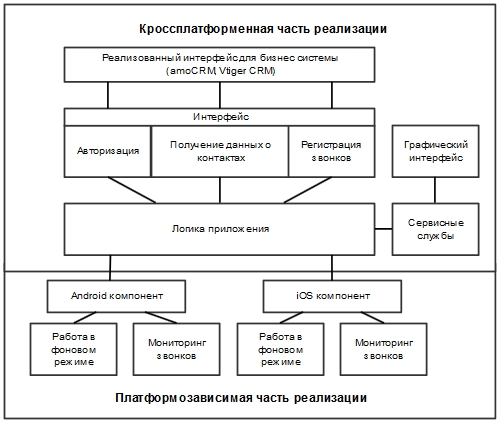 Кроссплатформенная часть реализации
Реализованный интерфейс для бизнес системы
(amoCRM, Vtiger CRM)
Интерфейс
Авторизация
Получение данных о
контактах
Регистрация
звонков
Графический
интерфейс
Логика приложения
Сервисные
службы
Android компонент
iOS компонент
Работа в
фоновом
режиме
Мониторинг
звонков
Работа в
фоновом
режиме
Мониторинг
звонков
Платформозависимая часть реализации